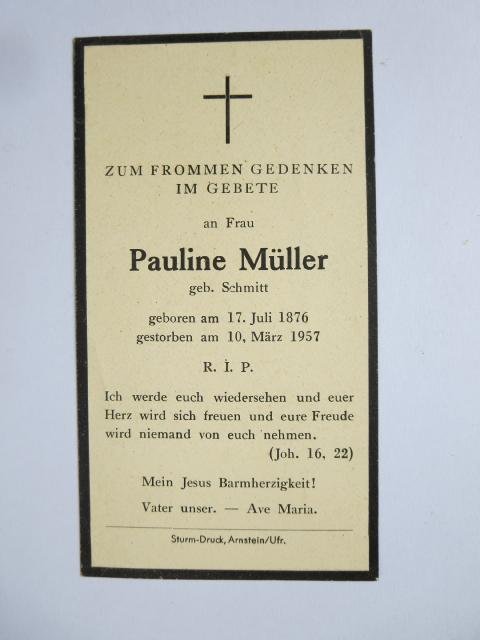 ZUM FROMMEN GEDENKEN
IM GEBETE
an Frau
Pauline Müller
geb. Schmitt
geboren am 17. Juli 1876
gestorben am 10, März 1957
R. I. P.
Ich werde euch wiedersehen und euer
Herz wird sich freuen und eure Freude
wird niemand von euch nehmen.
(Joh. 16, 22)
Mein Jesus Barmherzigkeit!
Vater unser. — Ave Maria.
Sturm-Druck, Arnstein/Ufr.